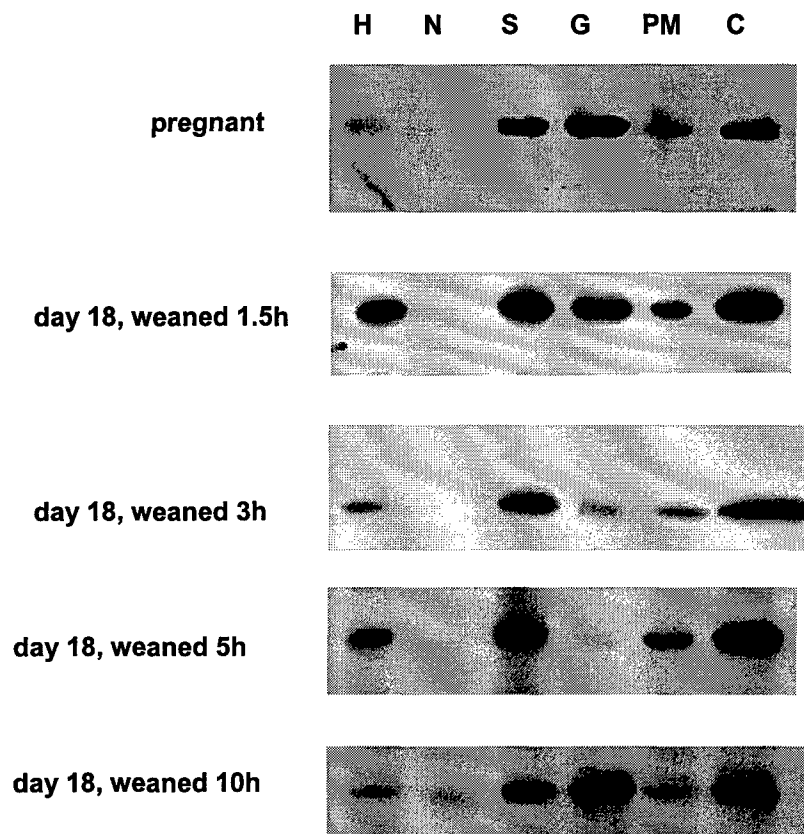 H N S G PM C
pregnant
day 18, weaned 1.5h
day 18, weaned 3h
day 18, weaned 5h
day 18, weaned 10h